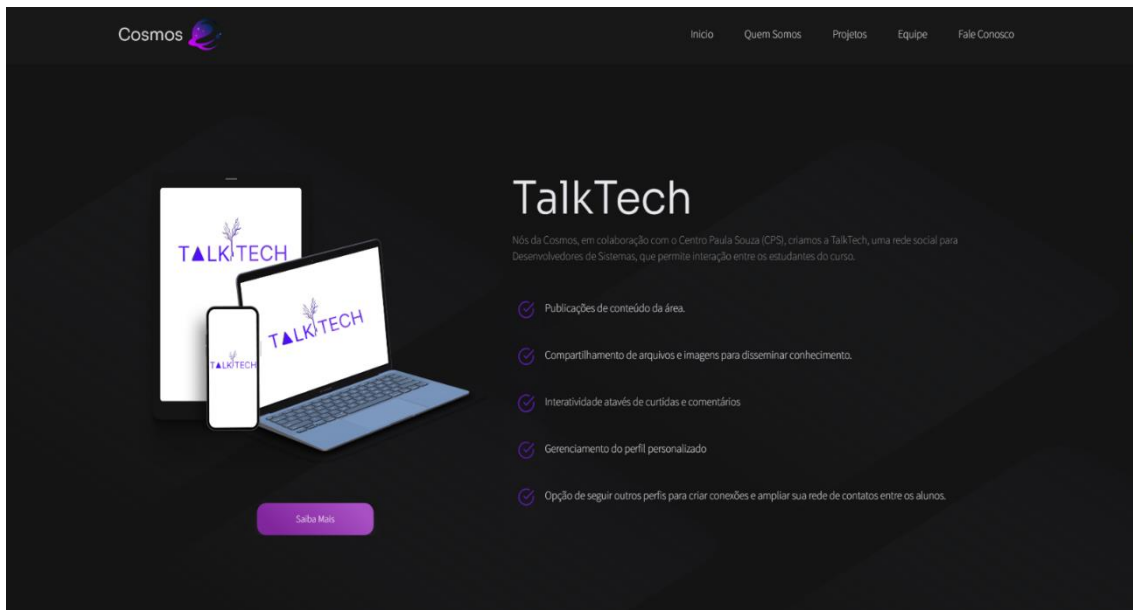 Cosmos
Inicio Quem Somos Projetos Equipe Fale Conosco
TALKTECH
TALKTECH
TALKTECH
TalkTech
Nós da Cosmos, em colaboração com o Centro Paula Souza (CPS), criamos a TalkTech, uma rede social para
Desenvolvedores de Sistemas, que permite interação entre os estudantes do curso.
Publicações de conteúdo da área.
Compartilhamento de arquivos e imagens para disseminar conhecimento.
Interatividade atavés de curtidas e comentários
Gerenciamento do perfil personalizado
Opção de seguir outros perfis para criar conexões e ampliar sua rede de contatos entre os alunos.
Saiba Mais